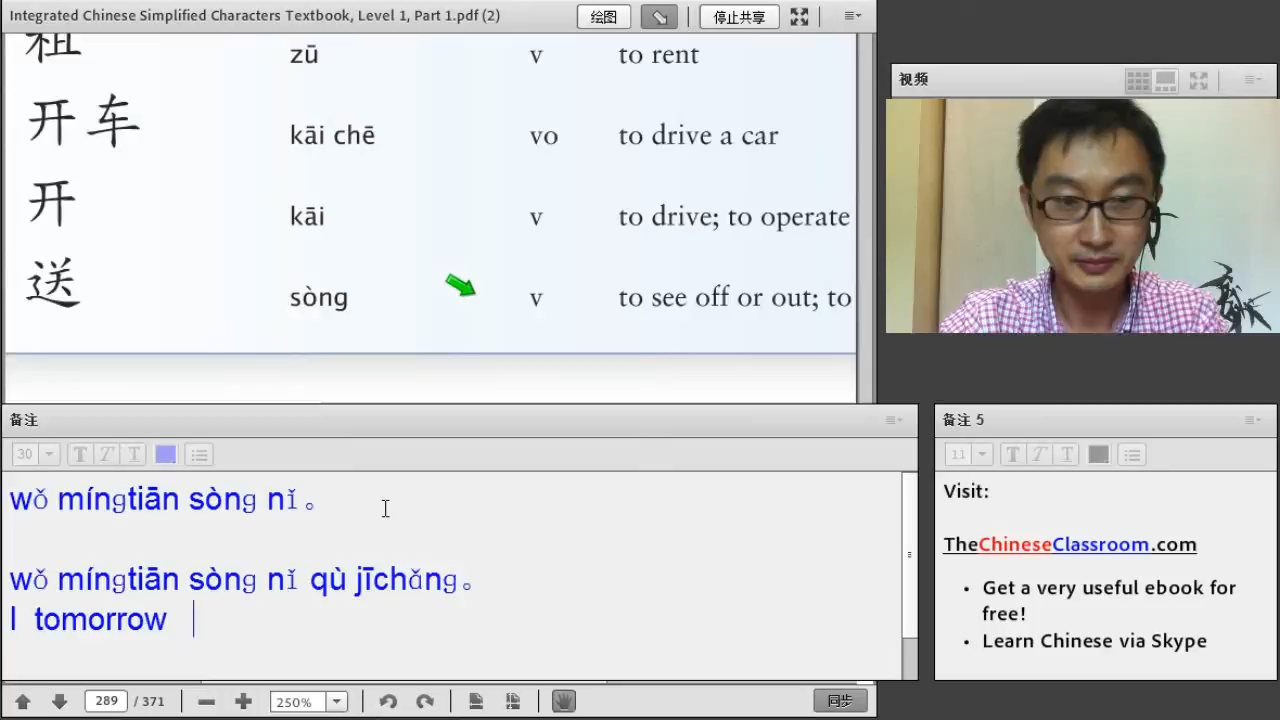 Integrated Chinese Simplified Characters Textbook, Level 1, Part 1.pdf (2)
绘图
停止共享
租 zū v to rent
开车 kāi chē vo to drive a car
开 kāi v to drive; to operate
送 sòng v to see off or out; to
视频
备注
30 T T T
wǒ míngtiān sòng nǐ。
wǒ míngtiān sòng nǐ qù jīchǎng。
I tomorrow
备注 5
11 T T T
Visit:
TheChineseClassroom.com
• Get a very useful ebook for
free!
• Learn Chinese via Skype
289 / 371
250%
同步